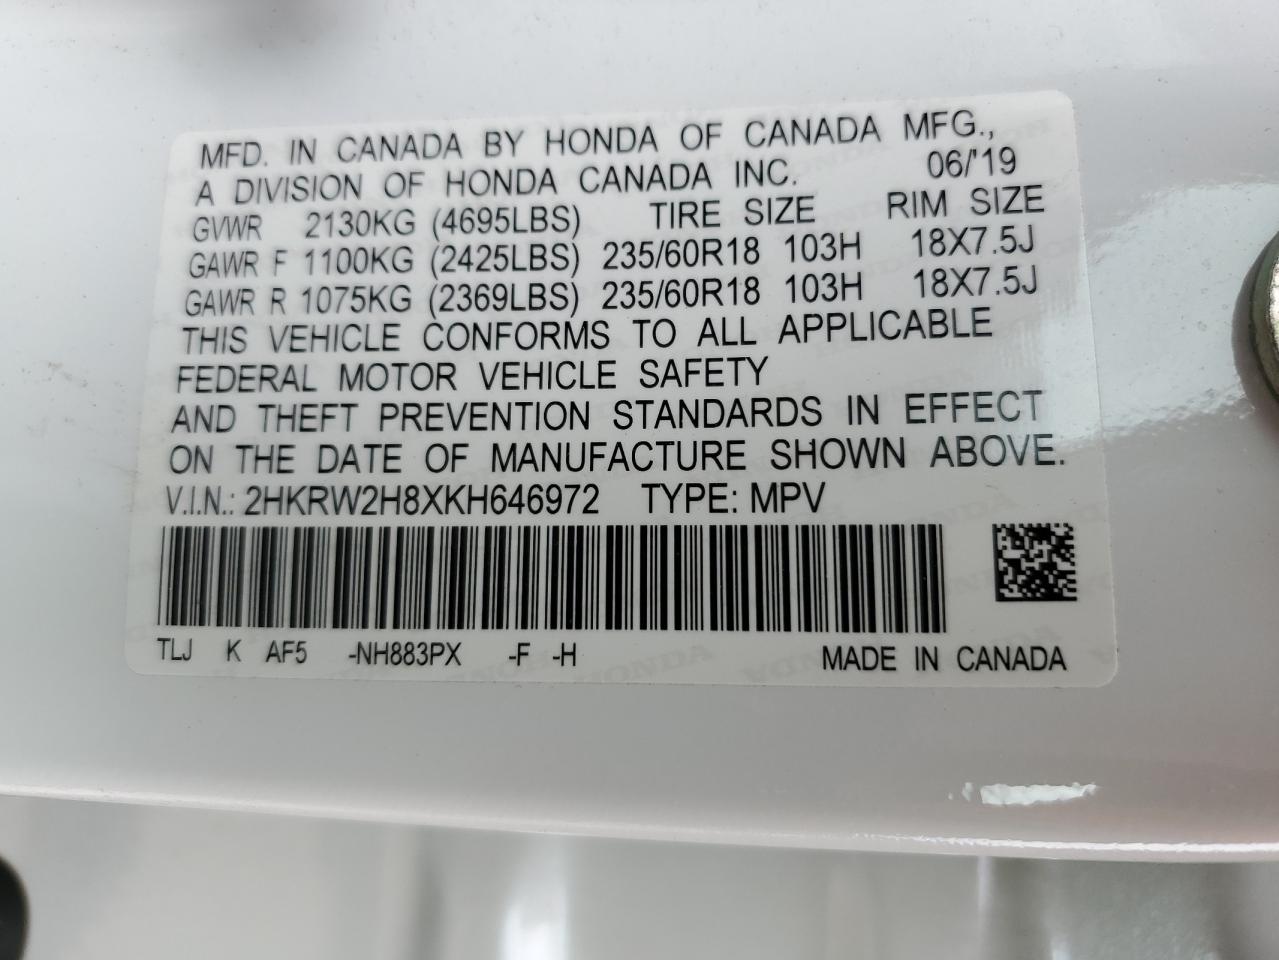 MFD. IN CANADA BY HONDA OF CANADA MFG.,
A DIVISION OF HONDA CANADA INC. 06/'19
GVWR 2130KG (4695LBS) TIRE SIZE RIM SIZE
GAWR F 1100KG (2425LBS) 235/60R18 103H 18X7.5J
GAWR R 1075KG (2369LBS) 235/60R18 103H 18X7.5J
THIS VEHICLE CONFORMS TO ALL APPLICABLE
FEDERAL MOTOR VEHICLE SAFETY
AND THEFT PREVENTION STANDARDS IN EFFECT
ON THE DATE OF MANUFACTURE SHOWN ABOVE.
V.I.N.: 2HKRW2H8XKH646972 TYPE: MPV
TLJ K AF5 -NH883PX -F -H MADE IN CANADA